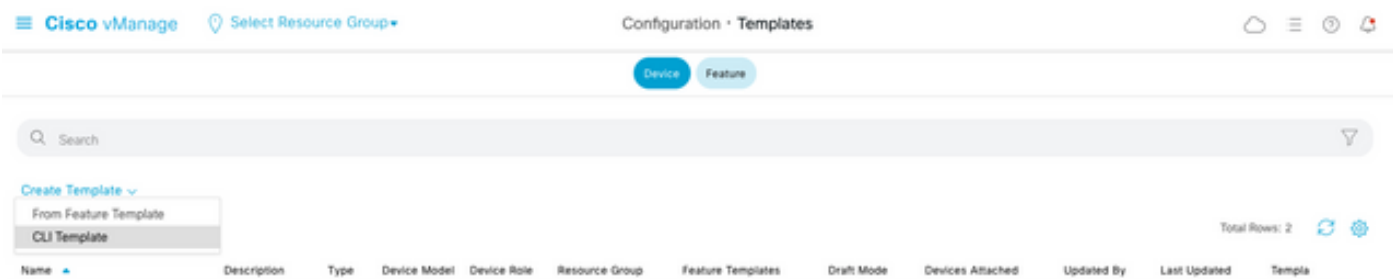 Cisco vManage Select Resource Group Configuration · Templates
Device Feature
Search
Create Template
From Feature Template
CLI Template
Total Rows: 2
Name Description Type Device Model Device Role Resource Group Feature Templates Draft Mode Devices Attached Updated By Last Updated Templa